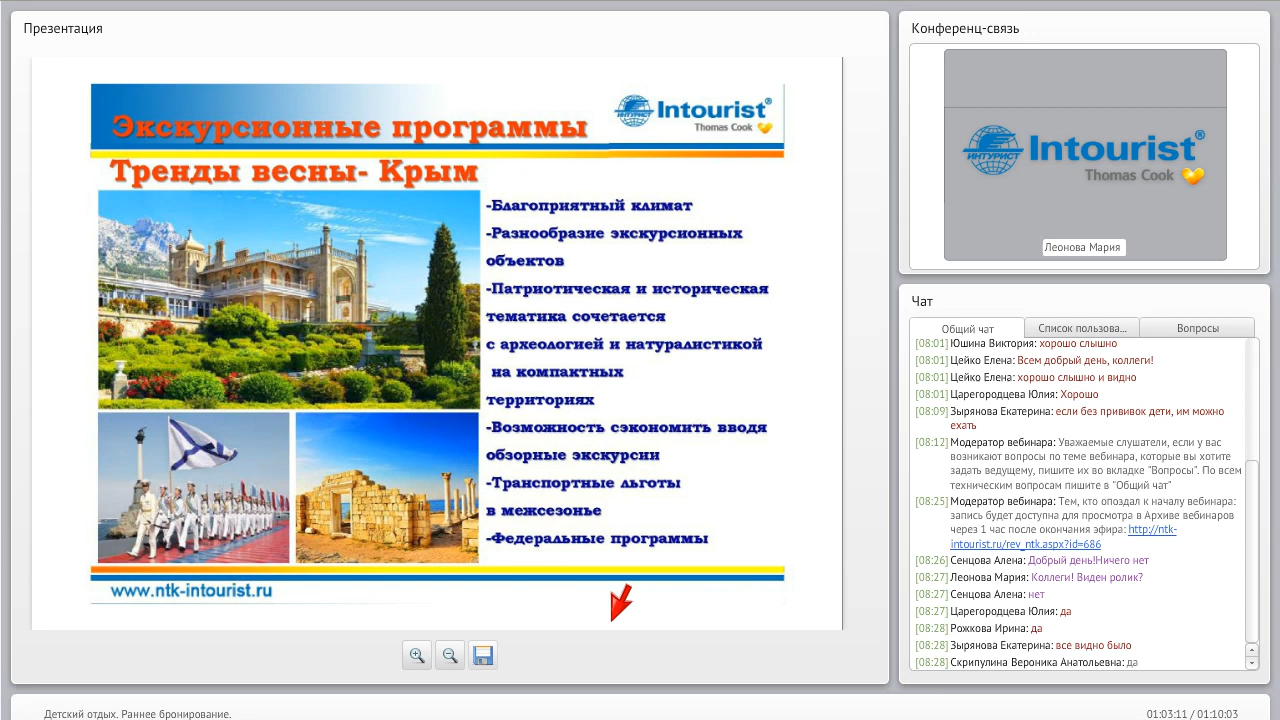 Презентация
Экскурсионные программы
Intourist®
Thomas Cook
ИНТУРИСТ
Тренды весны- Крым
-Благоприятный климат
-Разнообразие экскурсионных
объектов
-Патриотическая и историческая
тематика сочетается
с археологией и натуралистикой
на компактных
территориях
-Возможность сэкономить вводя
обзорные экскурсии
-Транспортные льготы
в межсезонье
-Федеральные программы
www.ntk-intourist.ru
Конференц-связь
ИНТУРИСТ
Intourist®
Thomas Cook
Леонова Мария
Чат
Общий чат
Список пользова...
Вопросы
[08:01] Юшина Виктория: хорошо слышно
[08:01] Цейко Елена: Всем добрый день, коллеги!
[08:01] Цейко Елена: хорошо слышно и видно
[08:01] Царегородцева Юлия: Хорошо
[08:09] Зырянова Екатерина: если без прививок дети, им можно
ехать
[08:12] Модератор вебинара: Уважаемые слушатели, если у вас
возникают вопросы по теме вебинара, которые вы хотите
задать ведущему, пишите их во вкладке "Вопросы". По всем
техническим вопросам пишите в "Общий чат"
[08:25] Модератор вебинара: Тем, кто опоздал к началу вебинара:
запись будет доступна для просмотра в Архиве вебинаров
через 1 час после окончания эфира: http://ntk-
intourist.ru/rev_ntk.aspx?id=686
[08:26] Сенцова Алена: Добрый день!Ничего нет
[08:27] Леонова Мария: Коллеги! Виден ролик?
[08:27] Сенцова Алена: нет
[08:27] Царегородцева Юлия: да
[08:28] Рожкова Ирина: да
[08:28] Зырянова Екатерина: все видно было
[08:28] Скрипулина Вероника Анатольевна: да
Детский отдых. Раннее бронирование.
01:03:11 / 01:10:03